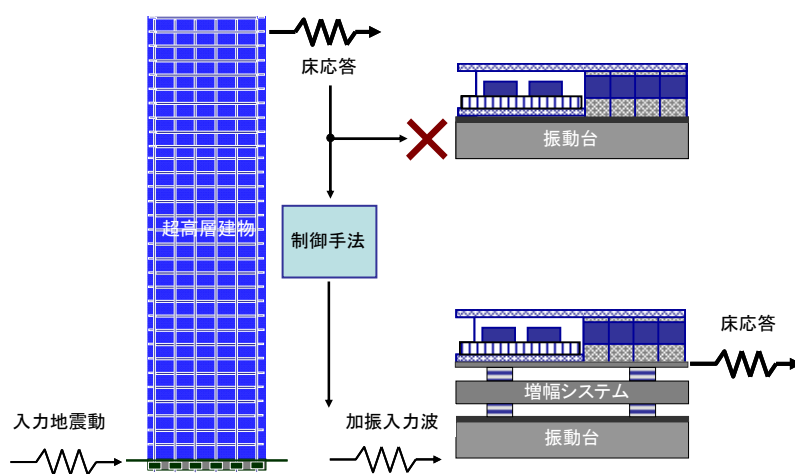 床応答
振動台
超高層建物
制御手法
床応答
増幅システム
入力地震動
加振入力波
振動台